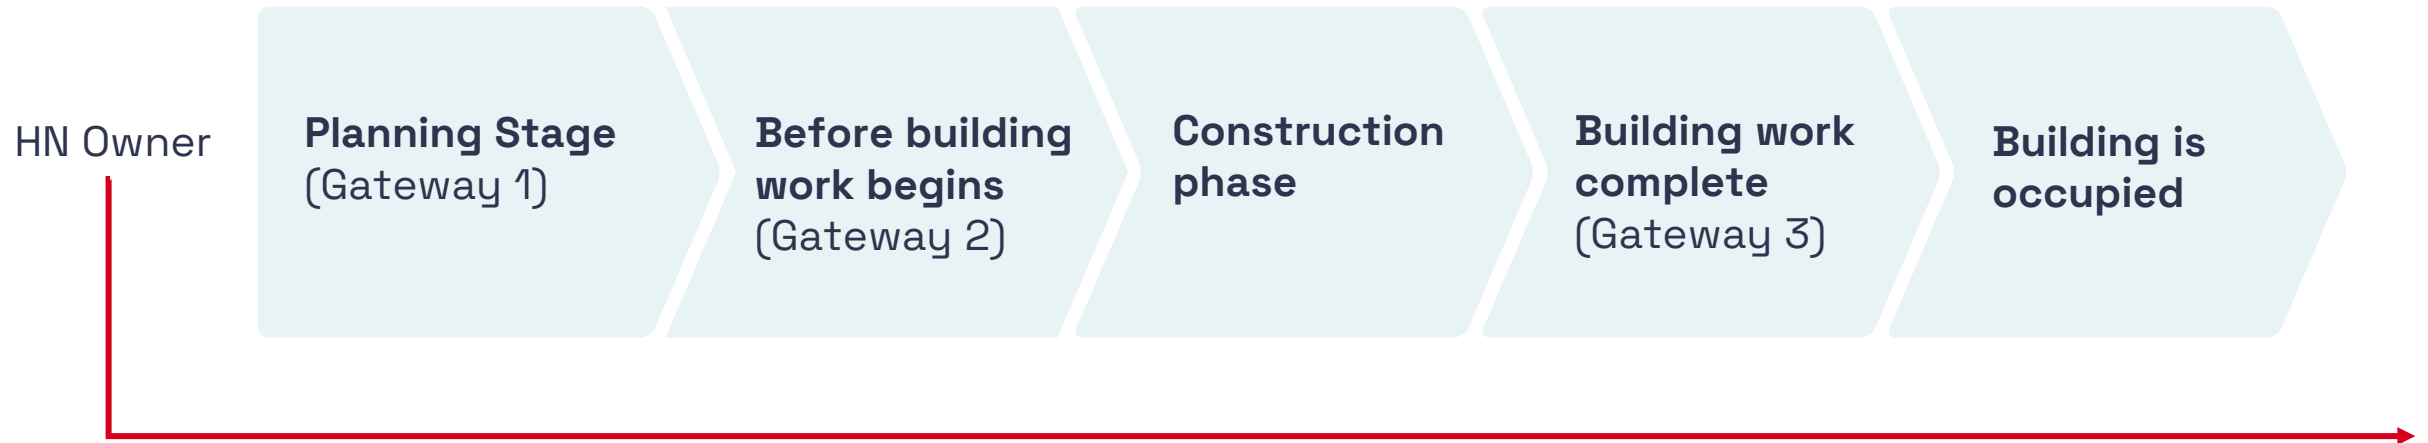 HN Owner
Planning Stage
(Gateway 1)
Before building
work begins
(Gateway 2)
Construction
phase
Building work
complete
(Gateway 3)
Building is
occupied